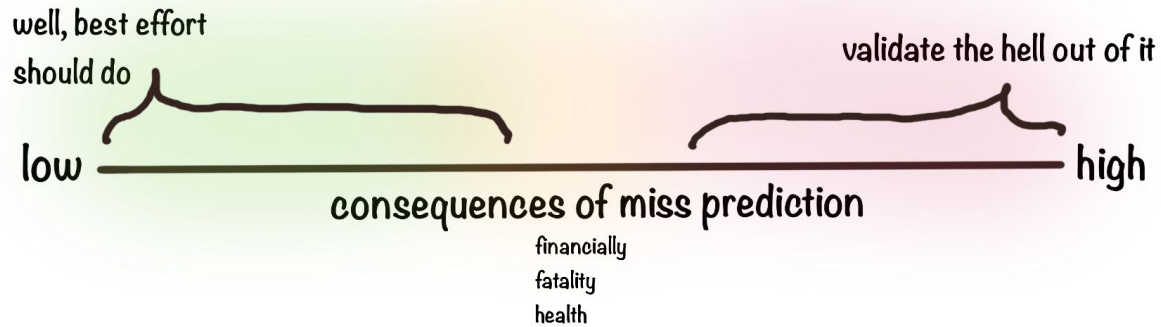 well, best effort
should do
validate the hell out of it
low
high
consequences of miss prediction
financially
fatality
health